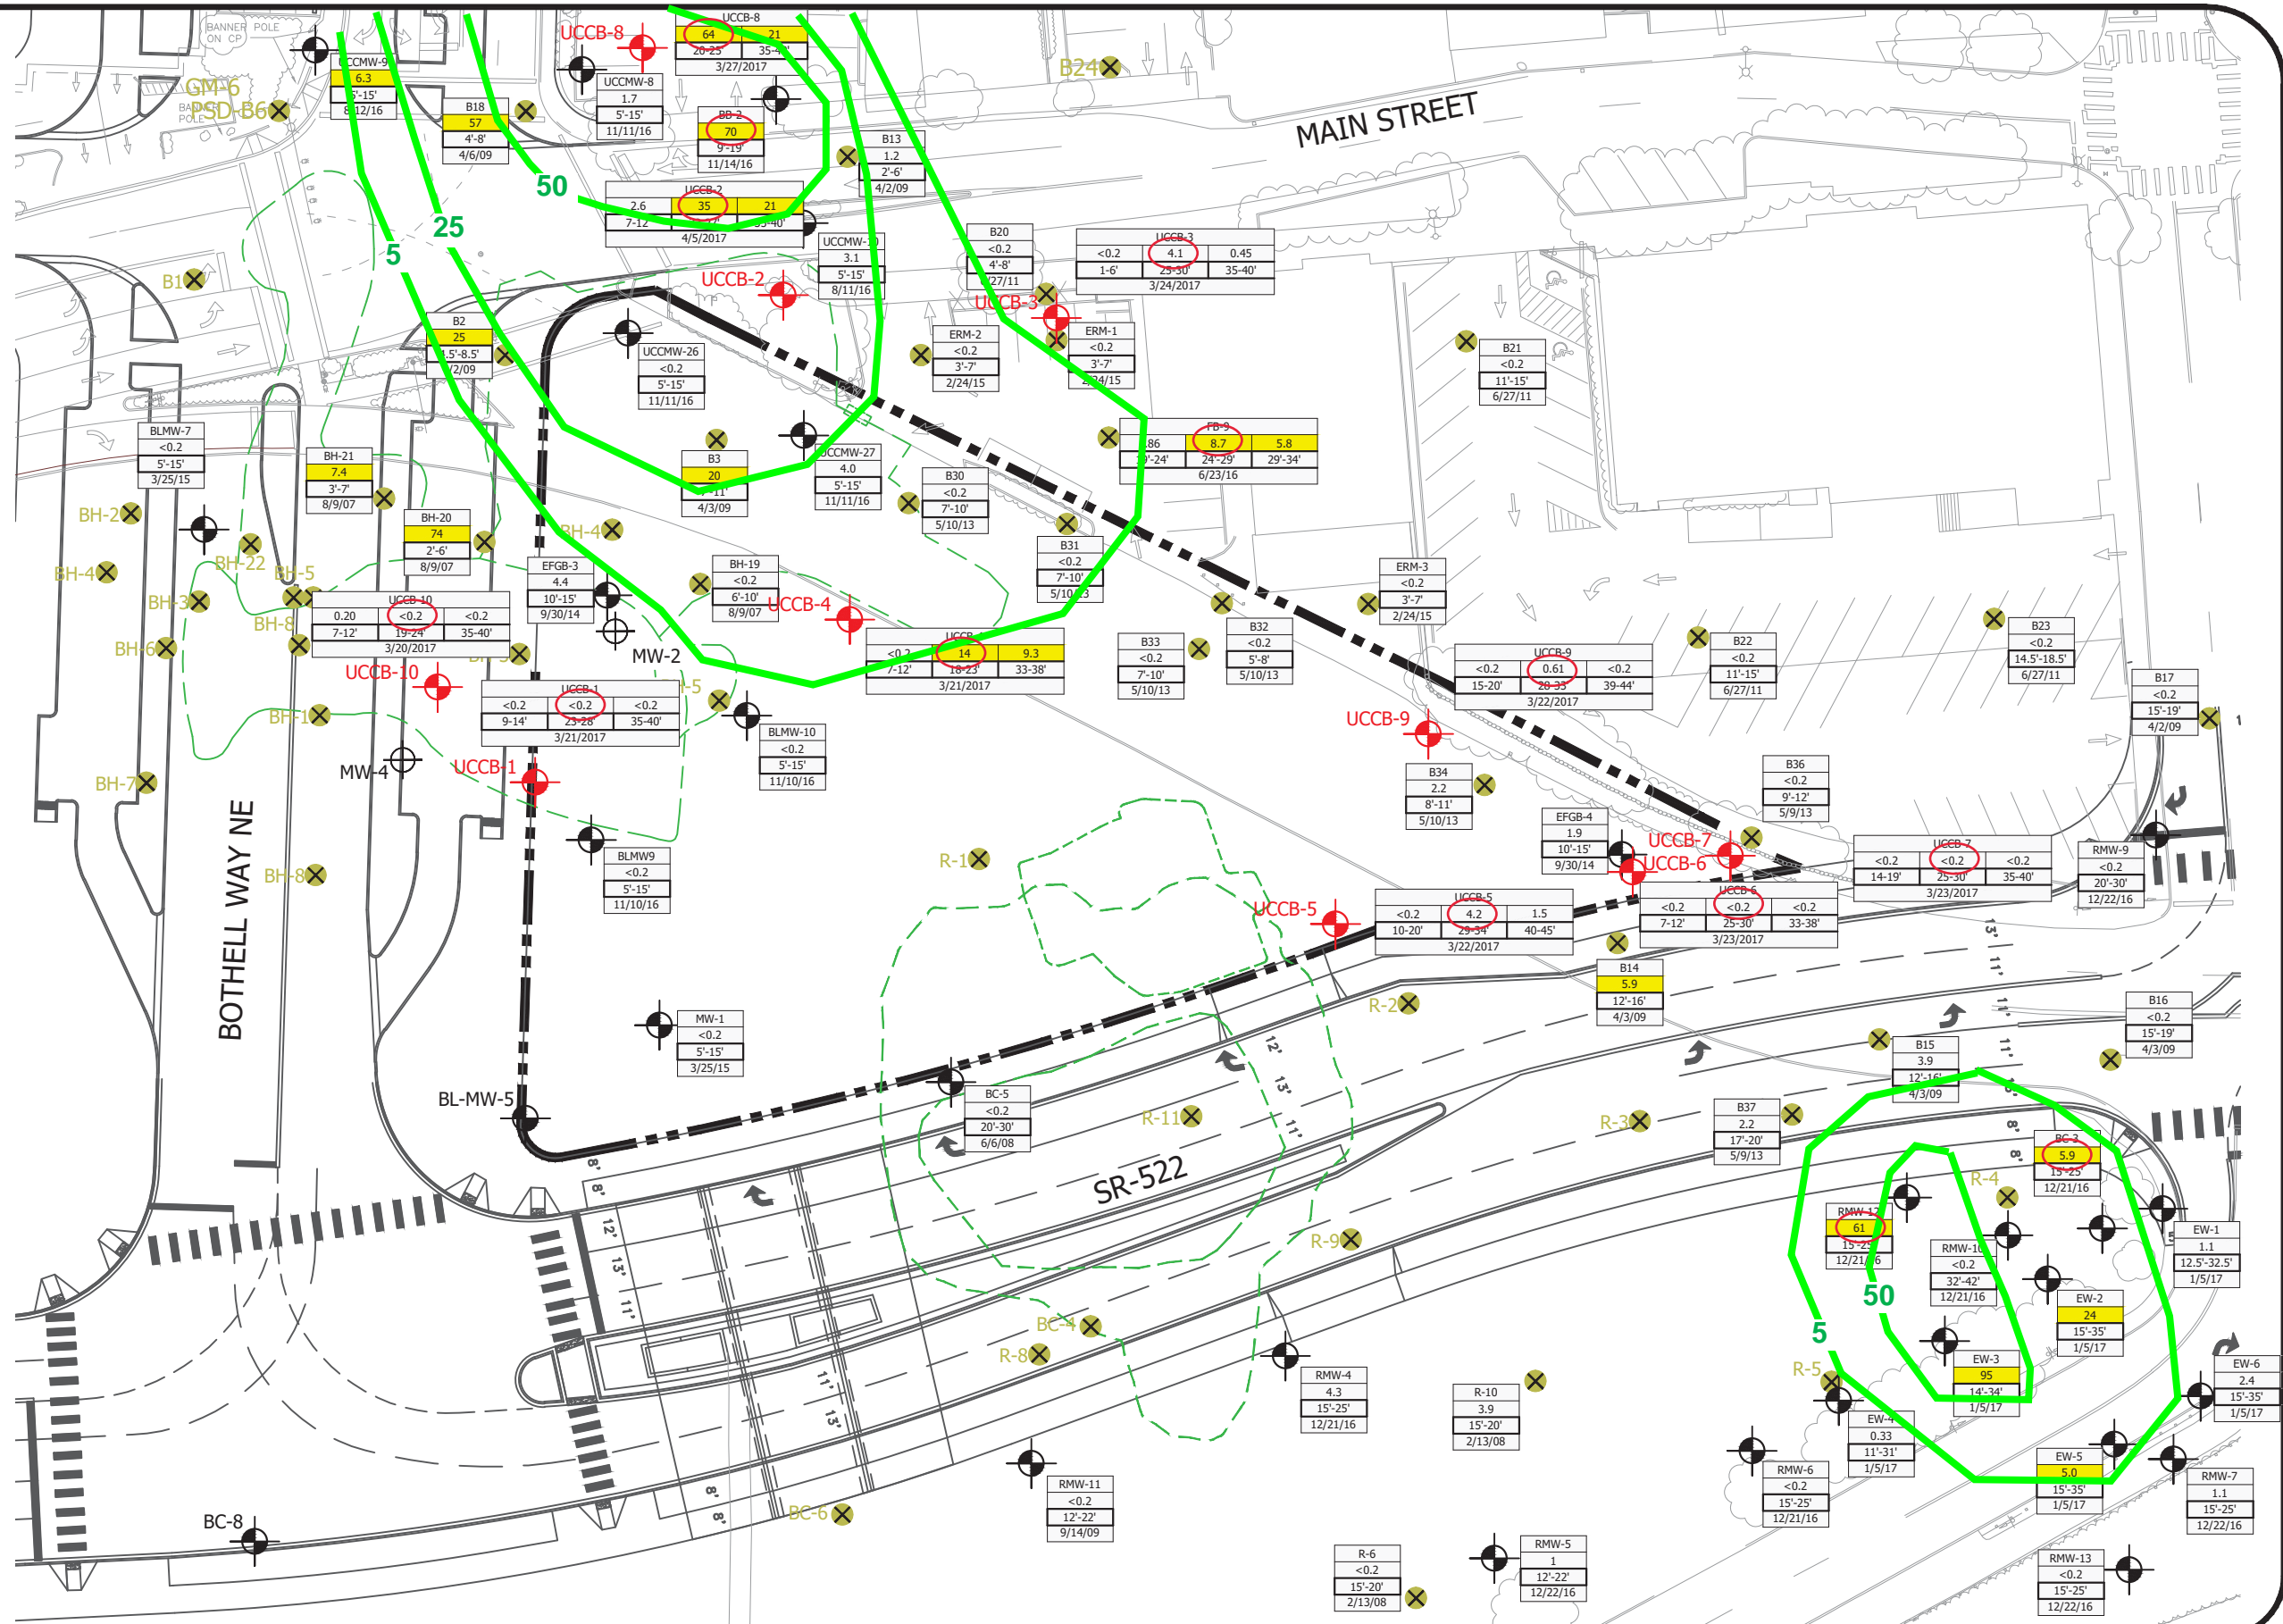 BANNER POLE
ON CP
GM-6
PSD-B6
UCCMW-9
6.3
5'-15'
8/12/16
B18
57
4'-8'
4/6/09
UCCB-8
UCCMW-8
1.7
5'-15'
11/11/16
UCCB-8
64 21
20-25'
3/27/2017
BB-2
70
9'-19'
11/14/16
B13
1.2
2'-6'
4/2/09
B24
MAIN STREET
50
25
5
UCCB-2
2.6 35 21
7-12' 35-40'
4/5/2017
UCCMW-10
3.1
5'-15'
8/11/16
UCCB-2
B20
<0.2
4'-8'
6/27/11
UCCB-3
<0.2 4.1 0.45
1-6' 25-30' 35-40'
3/24/2017
UCCB-3
B1
B2
25
4.5'-8.5'
UCCMW-26
<0.2
5'-15'
11/11/16
ERM-2
<0.2
3'-7'
2/24/15
ERM-1
<0.2
3'-7'
2/24/15
B21
<0.2
11'-15'
6/27/11
BLMW-7
<0.2
5'-15'
3/25/15
BH-21
7.4
3'-7'
8/9/07
B3
20
4/3/09
UCCMW-27
4.0
5'-15'
11/11/16
B30
<0.2
7'-10'
5/10/13
FB-9
8.7 5.8
19'-24' 24'-29' 29'-34'
6/23/16
BH-2
BH-20
74
2'-6'
8/9/07
BH-22
BH-4
BH-4
BH-5
BH-3
BH-8
BH-6
EFGB-3
4.4
10'-15'
9/30/14
BH-19
<0.2
6'-10'
8/9/07
UCCB-4
B31
<0.2
7'-10'
5/10/13
ERM-3
<0.2
3'-7'
2/24/15
UCCB-10
0.20 <0.2 <0.2
7-12' 19-24' 35-40'
3/20/2017
MW-2
UCCB-10
14 9.3
7-12' 18-23' 33-38'
3/21/2017
B33
<0.2
7'-10'
5/10/13
B32
<0.2
5'-8'
5/10/13
UCCB-9
<0.2 0.61 <0.2
15-20' 28-33' 39-44'
3/22/2017
B22
<0.2
11'-15'
6/27/11
B23
<0.2
14.5'-18.5'
6/27/11
B17
<0.2
15'-19'
4/2/09
UCCB-1
<0.2 <0.2 <0.2
9-14' 23-28' 35-40'
3/21/2017
BH-1
BLMW-10
<0.2
5'-15'
11/10/16
UCCB-9
MW-4
UCCB-1
BH-7
B34
2.2
8'-11'
5/10/13
B36
<0.2
9'-12'
5/9/13
EFGB-4
1.9
10'-15'
9/30/14
UCCB-7
UCCB-6
UCCB-7
<0.2 <0.2 <0.2
14-19' 25-30' 35-40'
3/23/2017
RMW-9
<0.2
20'-30'
12/22/16
BOTHELL WAY NE
BH-8
BLMW9
<0.2
5'-15'
11/10/16
R-1
UCCB-5
UCCB-5
<0.2 4.2 1.5
10-20' 29-34' 40-45'
3/22/2017
UCCB-6
<0.2 <0.2 <0.2
7-12' 25-30' 33-38'
3/23/2017
13'
11'
11'
11'
B14
5.9
12'-16'
4/3/09
R-2
B16
<0.2
15'-19'
4/3/09
MW-1
<0.2
5'-15'
3/25/15
12'
13'
11'
B15
3.9
12'-16'
4/3/09
BL-MW-5
BC-5
<0.2
20'-30'
6/6/08
R-11
R-3
B37
2.2
17'-20'
5/9/13
8'
8'
BC-3
5.9
15'-25'
12/21/16
SR-522
8'
8'
12'
13'
11'
R-4
RMW-12
61
15'-25'
12/21/16
RMW-10
<0.2
32'-42'
12/21/16
EW-1
1.1
12.5'-32.5'
1/5/17
R-9
50
5
EW-2
24
15'-35'
1/5/17
BC-4
R-8
R-5
EW-3
95
14'-34'
1/5/17
RMW-4
4.3
15'-25'
12/21/16
R-10
3.9
15'-20'
2/13/08
EW-6
2.4
15'-35'
1/5/17
11'
13'
EW-4
0.33
11'-31'
1/5/17
EW-5
5.0
15'-35'
1/5/17
RMW-6
<0.2
15'-25'
12/21/16
RMW-7
1.1
15'-25'
12/22/16
RMW-11
<0.2
12'-22'
9/14/09
8'
8'
BC-6
BC-8
R-6
<0.2
15'-20'
2/13/08
RMW-5
1
12'-22'
12/22/16
RMW-13
<0.2
15'-25'
12/22/16